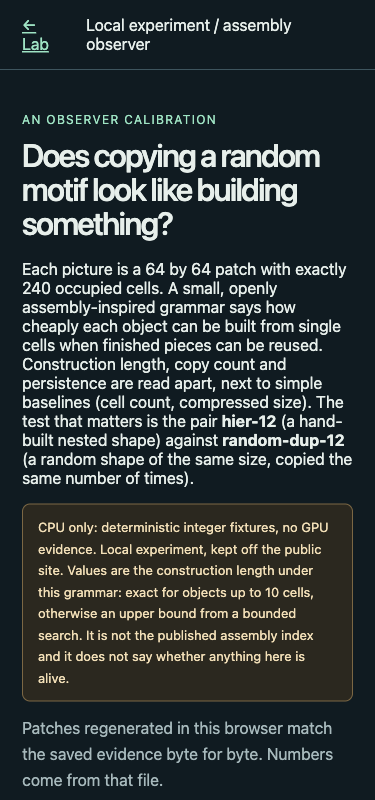 ← Lab
Local experiment / assembly observer
AN OBSERVER CALIBRATION
Does copying a random
motif look like building
something?
Each picture is a 64 by 64 patch with exactly
240 occupied cells. A small, openly
assembly-inspired grammar says how
cheaply each object can be built from single
cells when finished pieces can be reused.
Construction length, copy count and
persistence are read apart, next to simple
baselines (cell count, compressed size). The
test that matters is the pair hier-12 (a hand-
built nested shape) against random-dup-12
(a random shape of the same size, copied the
same number of times).
CPU only: deterministic integer fixtures, no GPU
evidence. Local experiment, kept off the public
site. Values are the construction length under
this grammar: exact for objects up to 10 cells,
otherwise an upper bound from a bounded
search. It is not the published assembly index
and it does not say whether anything here is
alive.
Patches regenerated in this browser match
the saved evidence byte for byte. Numbers
come from that file.